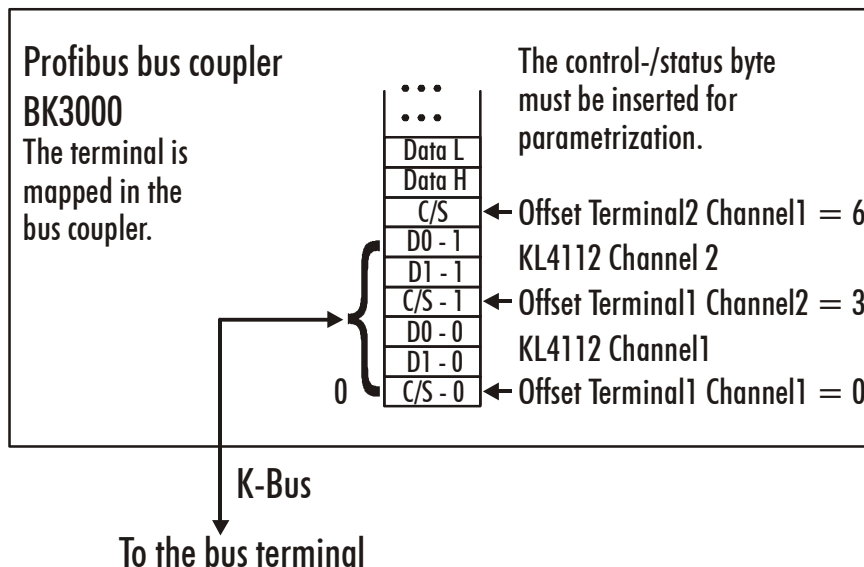 Profibus bus coupler
BK3000
The terminal is
mapped in the
bus coupler.
The control-/status byte
must be inserted for
parametrization.
Data L
Data H
C/S
D0 - 1
D1 - 1
C/S - 1
D0 - 0
D1 - 0
0
C/S - 0
Offset Terminal2 Channel1 = 6
KL4112 Channel 2
Offset Terminal1 Channel2 = 3
KL4112 Channel1
Offset Terminal1 Channel1 = 0
K-Bus
To the bus terminal